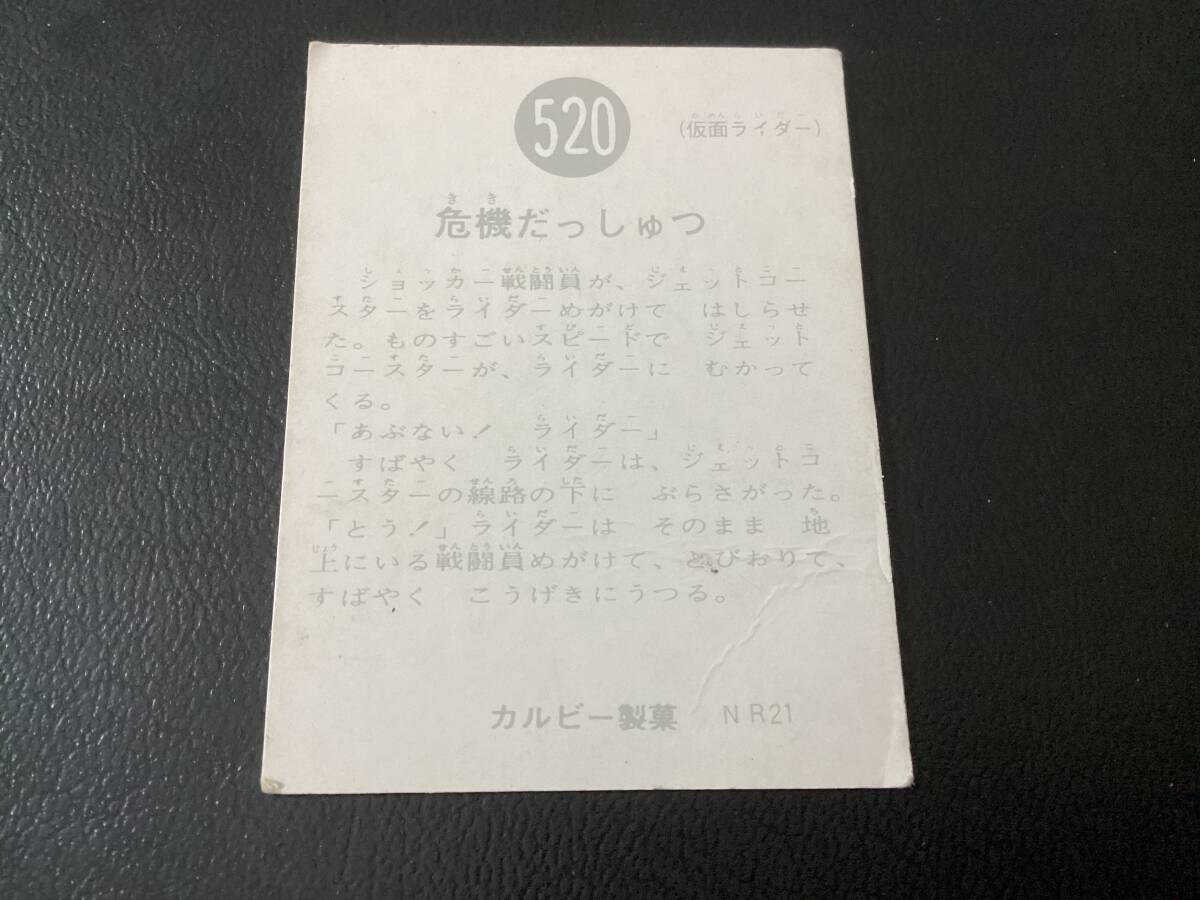 520
(仮面ライダー)
危機だっしゅつ
ショッカー戦闘員が、ジェットコー
スターをライダーめがけて はしらせ
た。ものすごいスピードで ジェット
コースターが、ライダーに むかって
くる。
「あぶない! ライダー」
すばやく ライダーは、ジェットコ
ースターの線路の下に ぶらさがった。
「とう!」ライダーは そのまま 地
上にいる戦闘員めがけて、とびおりて、
すばやく こうげきにうつる。
カルビー製菓 NR21